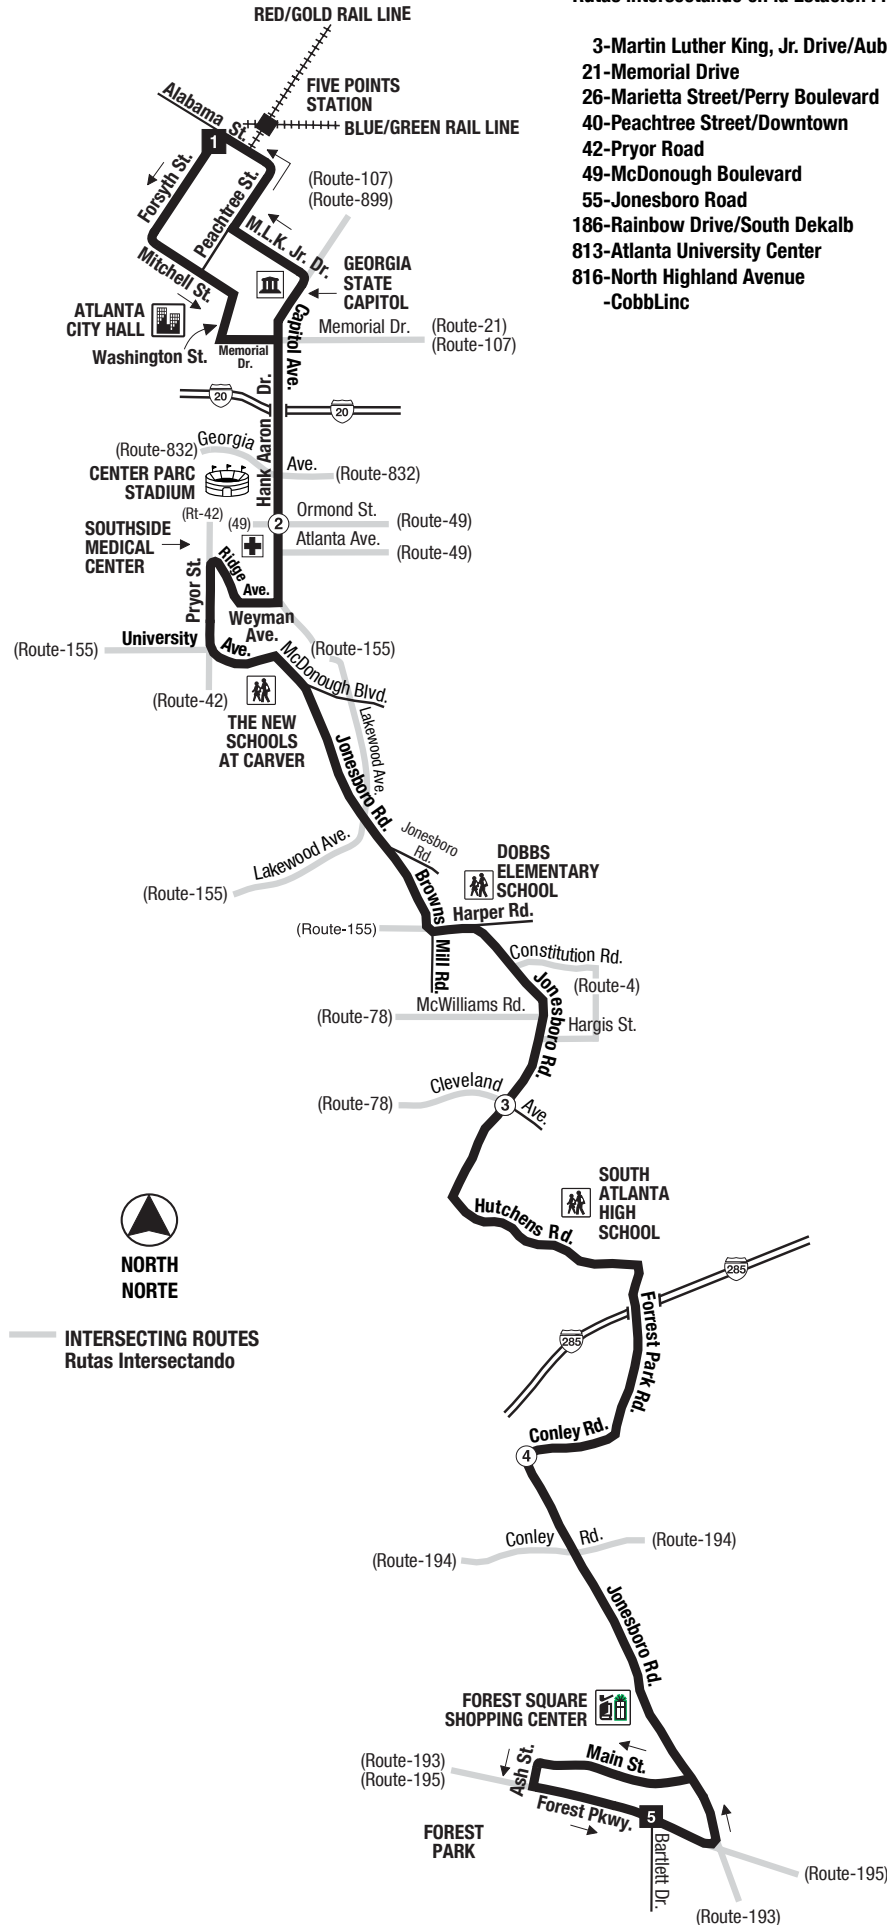 RED/GOLD RAIL LINE
3-Martin Luther King, Jr. Drive/Aub
21-Memorial Drive
26-Marietta Street/Perry Boulevard
40-Peachtree Street/Downtown
42-Pryor Road
49-McDonough Boulevard
55-Jonesboro Road
186-Rainbow Drive/South Dekalb
813-Atlanta University Center
816-North Highland Avenue
-CobbLinc
FIVE POINTS
STATION
Alabama St.
BLUE/GREEN RAIL LINE
1
Forsyth St.
Peachtree St.
(Route-107)
(Route-899)
M.L.K. Jr. Dr.
Mitchell St.
GEORGIA
STATE
CAPITOL
ATLANTA
CITY HALL
Washington St.
Memorial
Dr.
Capitol Ave.
Memorial Dr.
(Route-21)
(Route-107)
20
20
Hank Aaron Dr.
(Route-832)
Georgia
Ave.
(Route-832)
CENTER PARC
STADIUM
(Rt-42)
(49)
2
Ormond St.
(Route-49)
Atlanta Ave.
(Route-49)
SOUTHSIDE
MEDICAL
CENTER
Pryor St.
Ridge
Ave.
Weyman
Ave.
(Route-155)
University
Ave.
(Route-155)
McDonough Blvd.
(Route-42)
THE NEW
SCHOOLS
AT CARVER
Lakewood Ave.
Jonesboro Rd.
Lakewood Ave.
(Route-155)
Jonesboro
Rd.
DOBBS
ELEMENTARY
SCHOOL
Browns
Mill Rd.
Harper Rd.
(Route-155)
Constitution Rd.
(Route-4)
Jonesboro Rd.
McWilliams Rd.
(Route-78)
Hargis St.
Cleveland
(Route-78)
3
Ave.
SOUTH
ATLANTA
HIGH
SCHOOL
Hutchens Rd.
NORTH
NORTE
285
285
INTERSECTING ROUTES
Rutas Intersectando
Forrest Park Rd.
Conley Rd.
4
Conley
Rd.
(Route-194)
(Route-194)
Jonesboro Rd.
FOREST SQUARE
SHOPPING CENTER
Main St.
Ash St.
(Route-193)
(Route-195)
Forest Pkwy.
5
FOREST
PARK
Bartlett Dr.
(Route-195)
(Route-193)